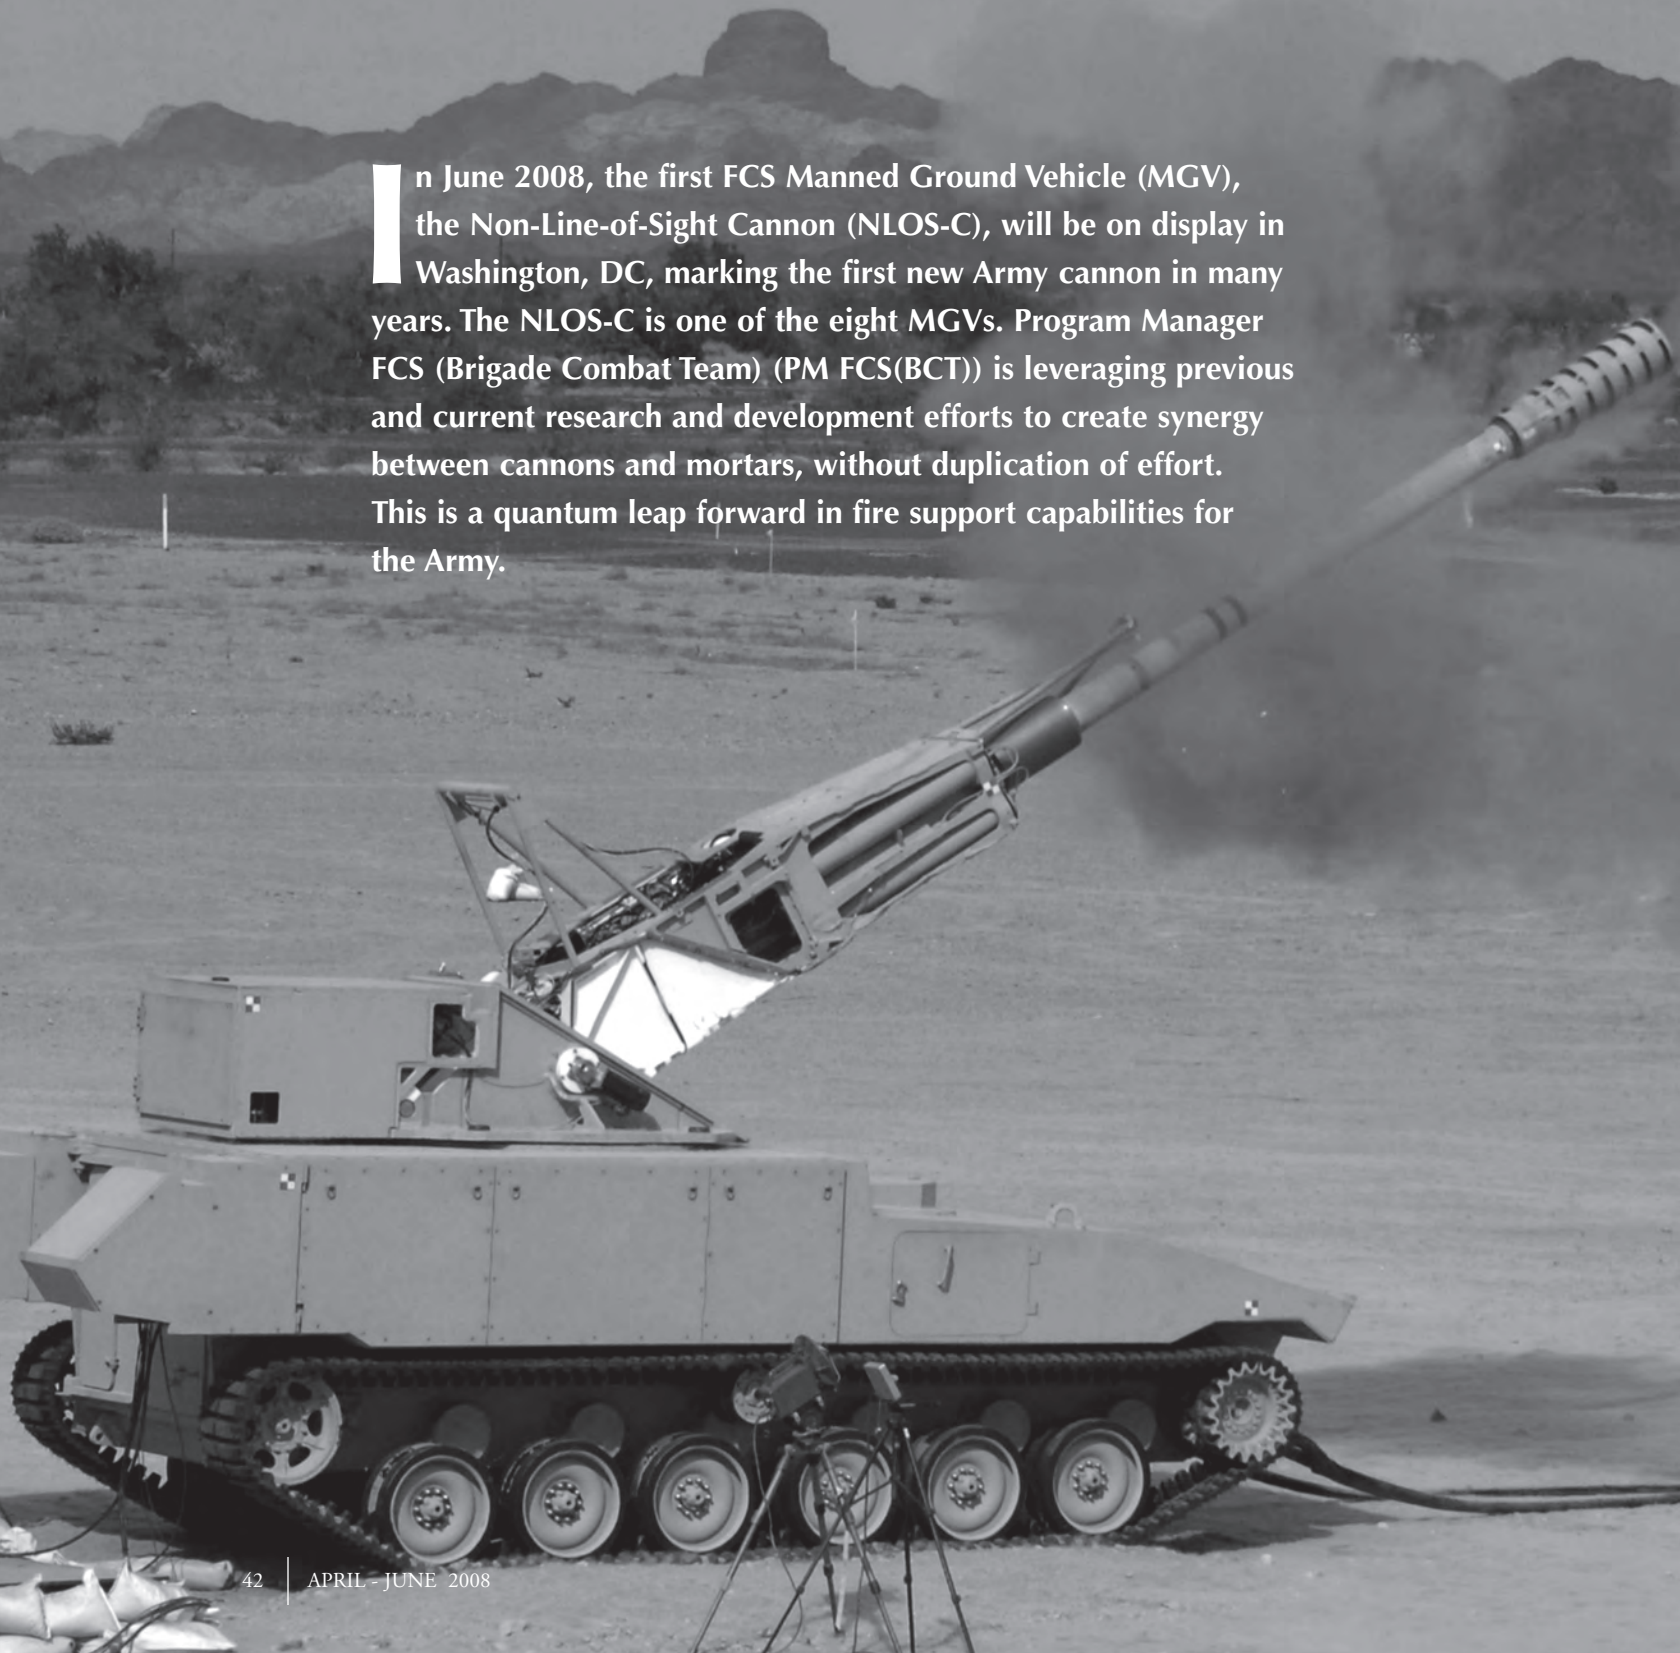 In June 2008, the first FCS Manned Ground Vehicle (MGV),
the Non-Line-of-Sight Cannon (NLOS-C), will be on display in
Washington, DC, marking the first new Army cannon in many
years. The NLOS-C is one of the eight MGVs. Program Manager
FCS (Brigade Combat Team) (PM FCS(BCT)) is leveraging previous
and current research and development efforts to create synergy
between cannons and mortars, without duplication of effort.
This is a quantum leap forward in fire support capabilities for
the Army.
42 | APRIL - JUNE 2008